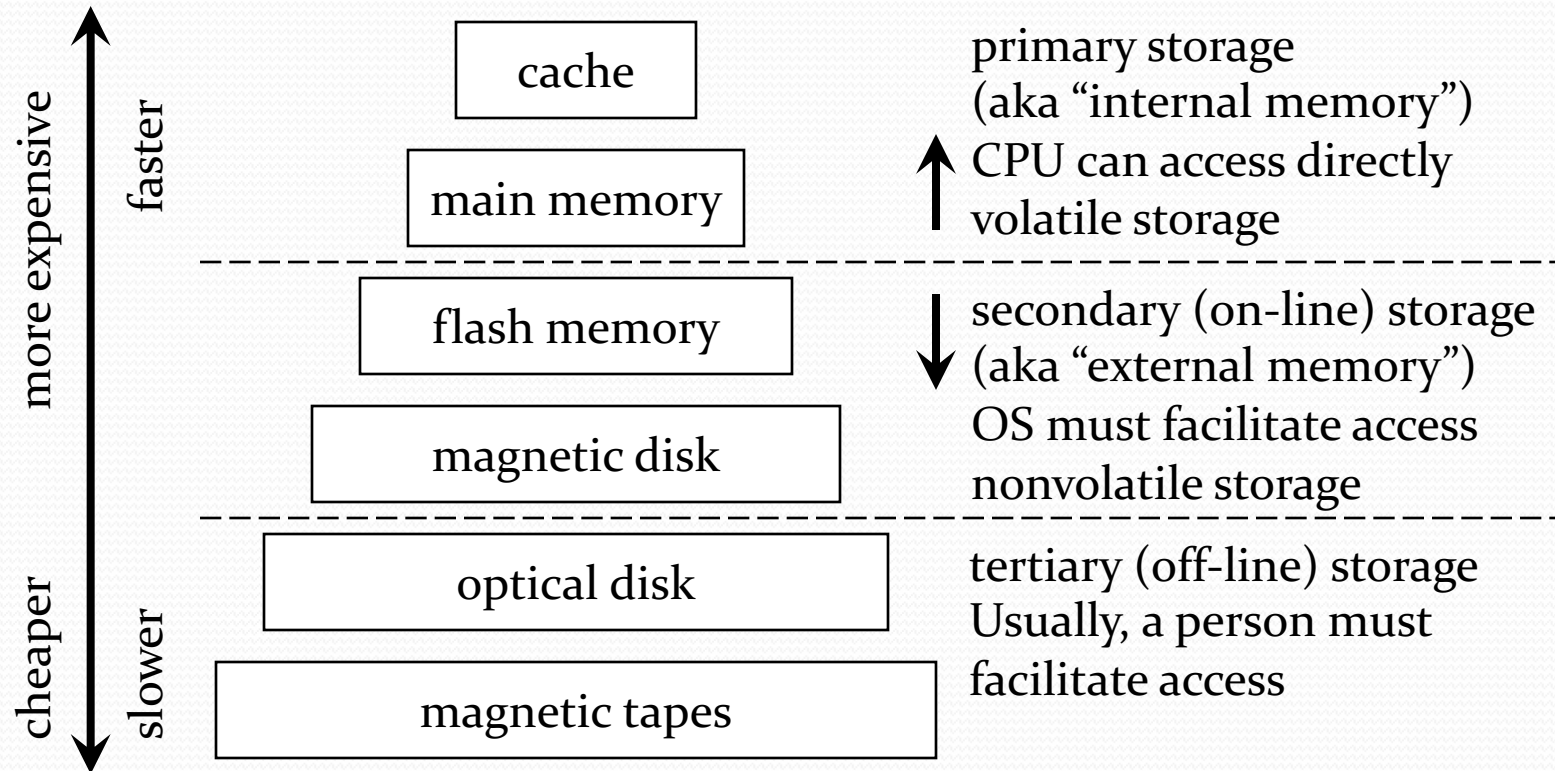 more expensive
faster
cheaper
slower
cache
main memory
flash memory
magnetic disk
optical disk
magnetic tapes
primary storage
(aka “internal memory”)
CPU can access directly
volatile storage
secondary (on-line) storage
(aka “external memory”)
OS must facilitate access
nonvolatile storage
tertiary (off-line) storage
Usually, a person must
facilitate access